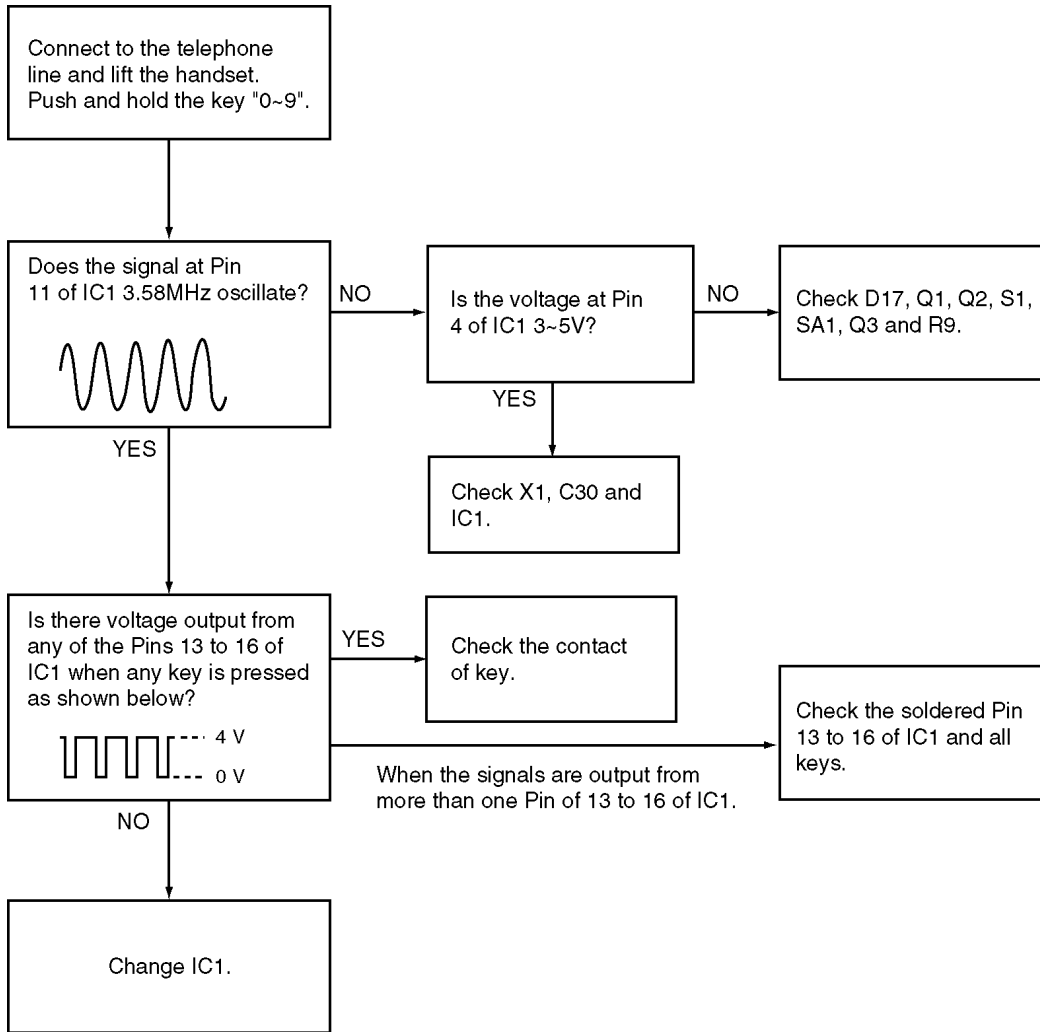 Connect to the telephone
line and lift the handset.
Push and hold the key "0~9".
Does the signal at Pin
11 of IC1 3.58MHz oscillate?
NO
Is the voltage at Pin
4 of IC1 3~5V?
NO
Check D17, Q1, Q2, S1,
SA1, Q3 and R9.
YES
YES
Check X1, C30 and
IC1.
Is there voltage output from
any of the Pins 13 to 16 of
IC1 when any key is pressed
as shown below?
4 V
0 V
YES
Check the contact
of key.
When the signals are output from
more than one Pin of 13 to 16 of IC1.
Check the soldered Pin
13 to 16 of IC1 and all
keys.
NO
Change IC1.